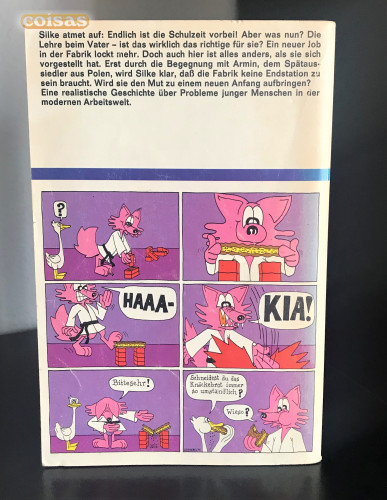 coisas
Silke atmet auf: Endlich ist die Schulzeit vorbei! Aber was nun? Die
Lehre beim Vater – ist das wirklich das richtige für sie? Ein neuer Job
in der Fabrik lockt mehr. Doch auch hier ist alles anders, als sie sich
vorgestellt hat. Erst durch die Begegnung mit Armin, dem Spätaus-
siedler aus Polen, wird Silke klar, daß die Fabrik keine Endstation zu
sein braucht. Wird sie den Mut zu einem neuen Anfang aufbringen?
Eine realistische Geschichte über Probleme junger Menschen in der
modernen Arbeitswelt.
?
HAAA-
KIA!
Bittesehr!
Schneidest du das
Knäckebrot immer
so umständlich?
Wieso?